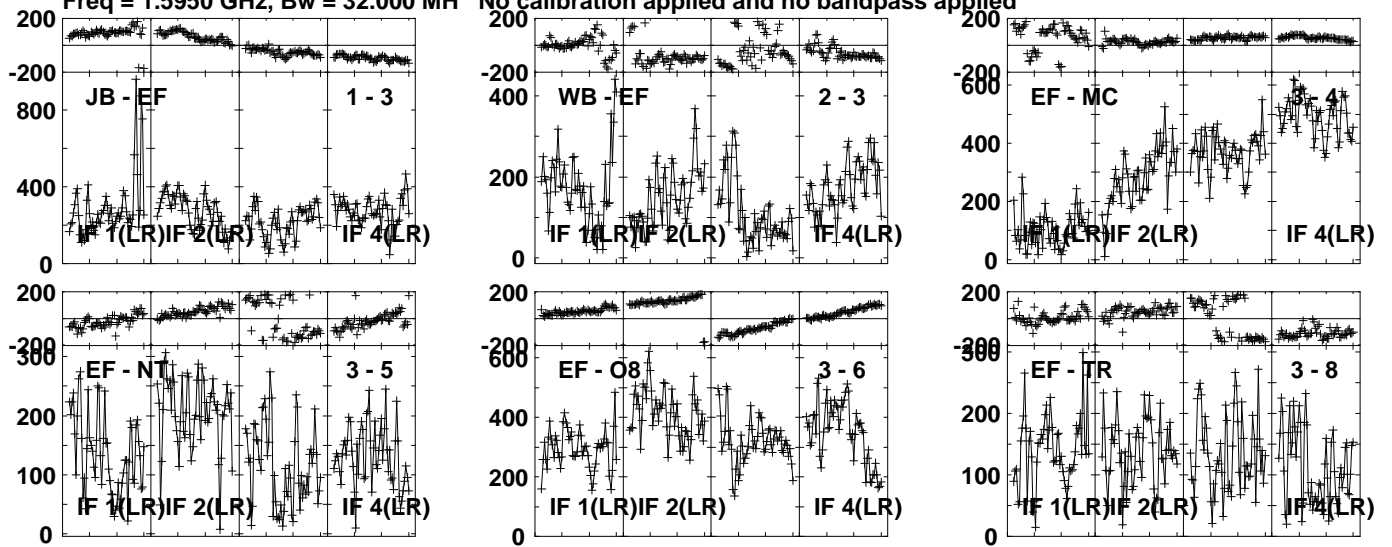 Freq = 1.5950 GHz, Bw = 32.000 MH No calibration applied and no bandpass applied
200 200 200
-200 -200 -200
JB - EF 1 - 3 WB - EF 2 - 3 EF - MC 3 - 4
800 400 600
400 200 400
200
IF 1(LR) IF 2(LR) IF 4(LR) IF 1(LR) IF 2(LR) IF 4(LR) IF 1(LR) IF 2(LR) IF 4(LR)
0 0 0
200 200 200
-200 -200 -200
300 600 300
EF - NT 3 - 5 EF - O8 3 - 6 EF - TR 3 - 8
200 400 200
100 200 100
IF 1(LR) IF 2(LR) IF 4(LR) IF 1(LR) IF 2(LR) IF 4(LR) IF 1(LR) IF 2(LR) IF 4(LR)
0 0 0